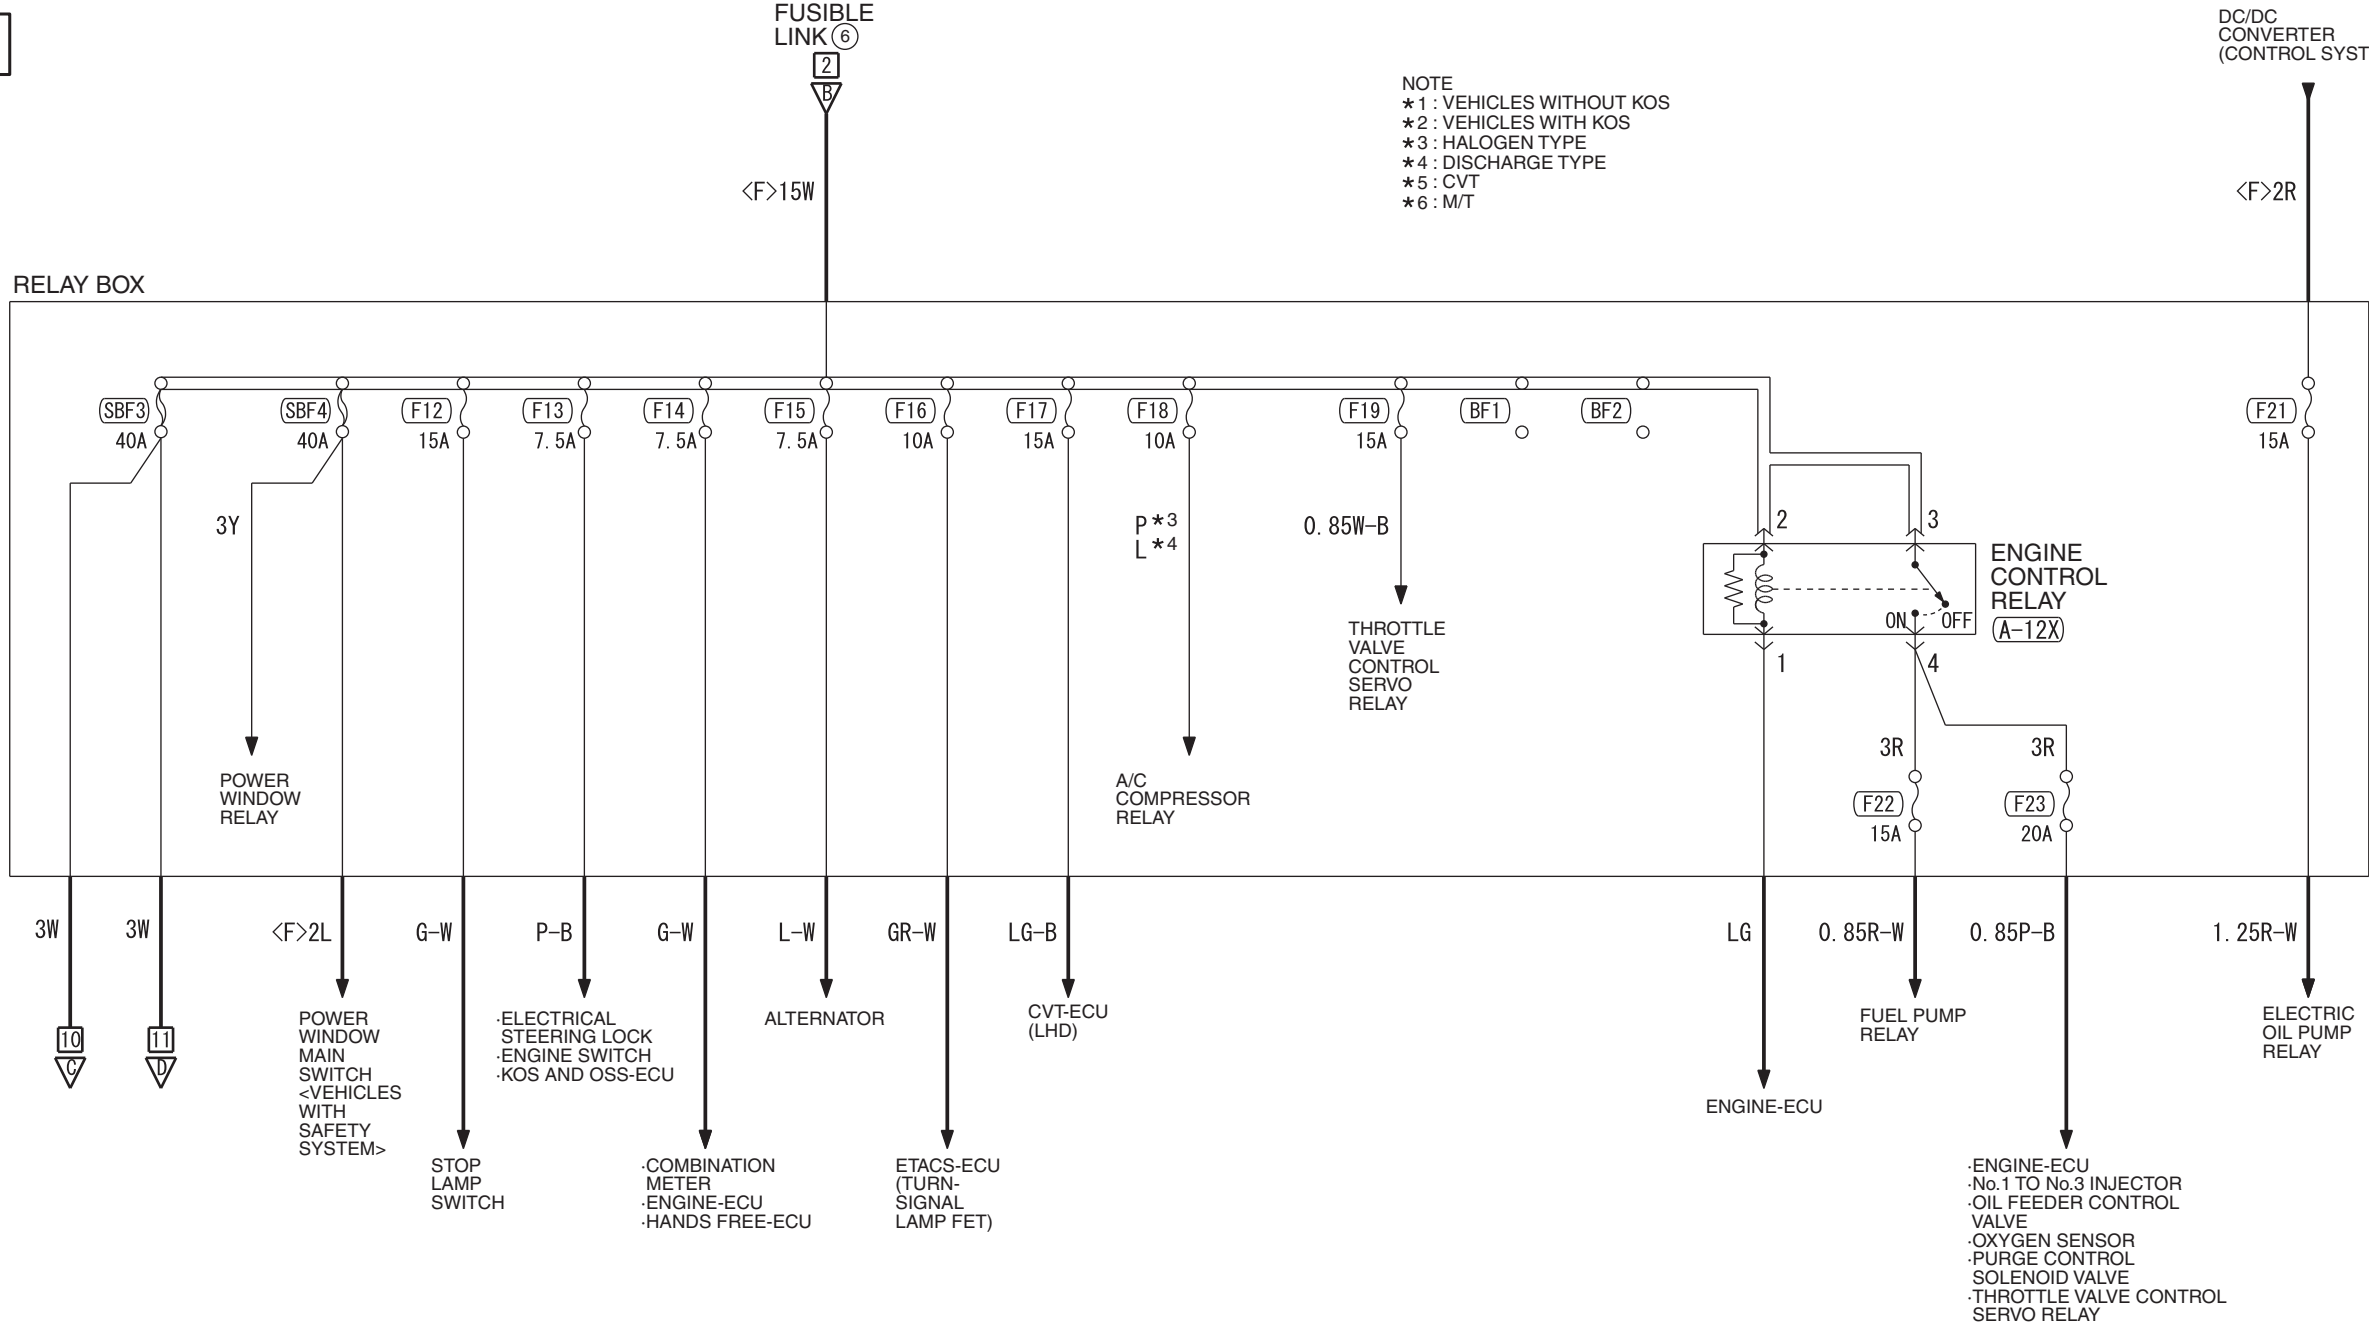 FUSIBLE
LINK 6
2
B
<F>15W
NOTE
*1 : VEHICLES WITHOUT KOS
*2 : VEHICLES WITH KOS
*3 : HALOGEN TYPE
*4 : DISCHARGE TYPE
*5 : CVT
*6 : M/T
DC/DC
CONVERTER
(CONTROL SYST
<F>2R
RELAY BOX
SBF3
40A
SBF4
40A
F12
15A
F13
7.5A
F14
7.5A
F15
7.5A
F16
10A
F17
15A
F18
10A
F19
15A
BF1
BF2
F21
15A
3Y
P*3
L*4
0.85W-B
2
3
ENGINE
CONTROL
RELAY
A-12X
ON
OFF
1
4
POWER
WINDOW
RELAY
A/C
COMPRESSOR
RELAY
THROTTLE
VALVE
CONTROL
SERVO
RELAY
3R
3R
F22
15A
F23
20A
3W
3W
<F>2L
G-W
P-B
G-W
L-W
GR-W
LG-B
LG
0.85R-W
0.85P-B
1.25R-W
10
C
11
D
POWER
WINDOW
MAIN
SWITCH
<VEHICLES
WITH
SAFETY
SYSTEM>
STOP
LAMP
SWITCH
·ELECTRICAL
STEERING LOCK
·ENGINE SWITCH
·KOS AND OSS-ECU
·COMBINATION
METER
·ENGINE-ECU
·HANDS FREE-ECU
ALTERNATOR
ETACS-ECU
(TURN-
SIGNAL
LAMP FET)
CVT-ECU
(LHD)
ENGINE-ECU
FUEL PUMP
RELAY
·ENGINE-ECU
·No.1 TO No.3 INJECTOR
·OIL FEEDER CONTROL
VALVE
·OXYGEN SENSOR
·PURGE CONTROL
SOLENOID VALVE
·THROTTLE VALVE CONTROL
SERVO RELAY
ELECTRIC
OIL PUMP
RELAY